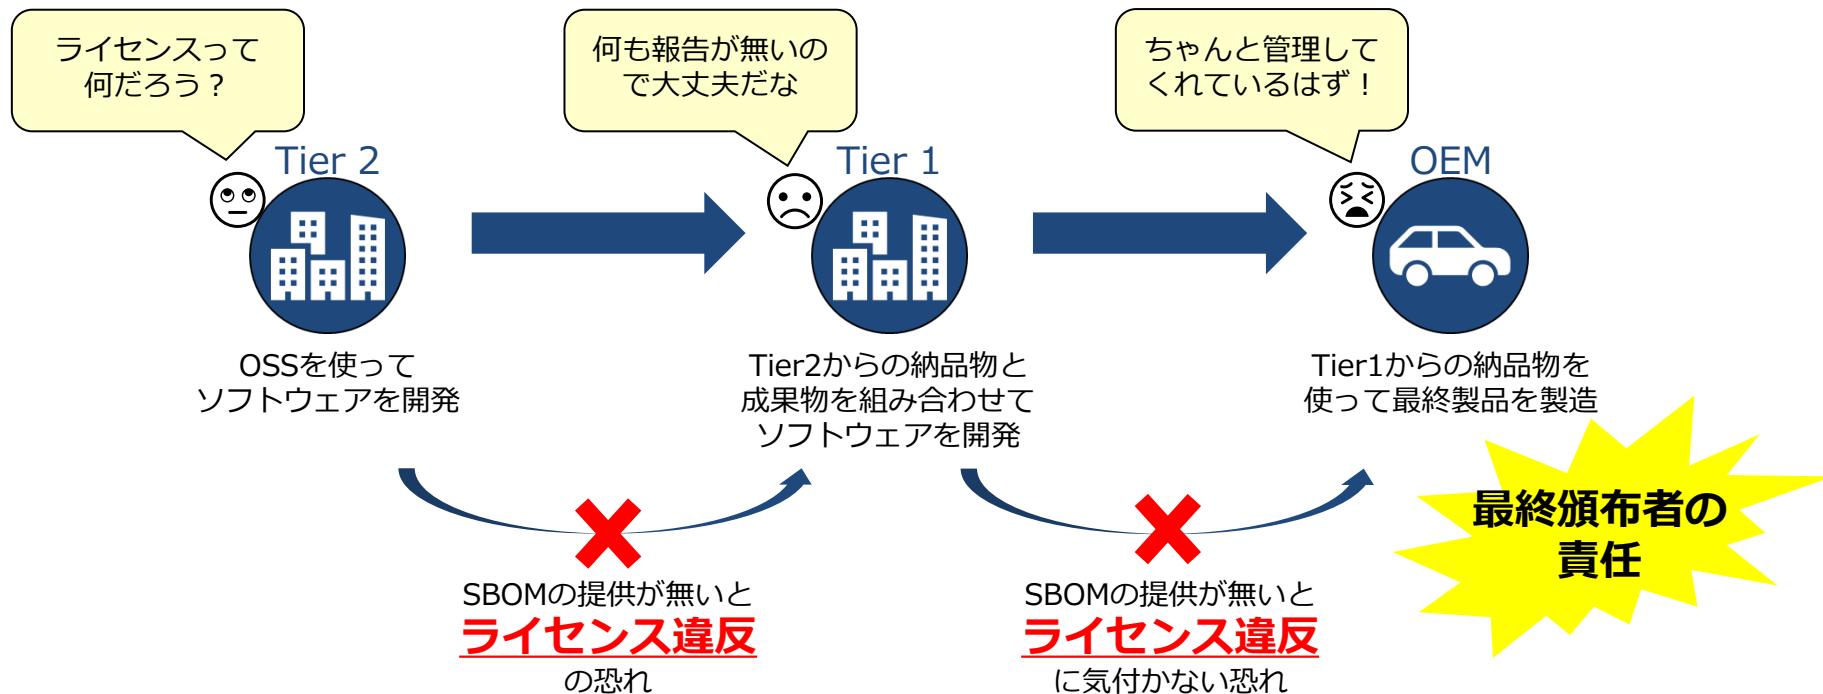 ライセンスって
何だろう？
何も報告が無いの
で大丈夫だな
ちゃんと管理して
くれているはず！
Tier 2
Tier 1
OEM
OSSを使って
ソフトウェアを開発
Tier2からの納品物と
成果物を組み合わせて
ソフトウェアを開発
Tier1からの納品物を
使って最終製品を製造
最終頒布者の
責任
SBOMの提供が無いと
ライセンス違反
の恐れ
SBOMの提供が無いと
ライセンス違反
に気付かない恐れ